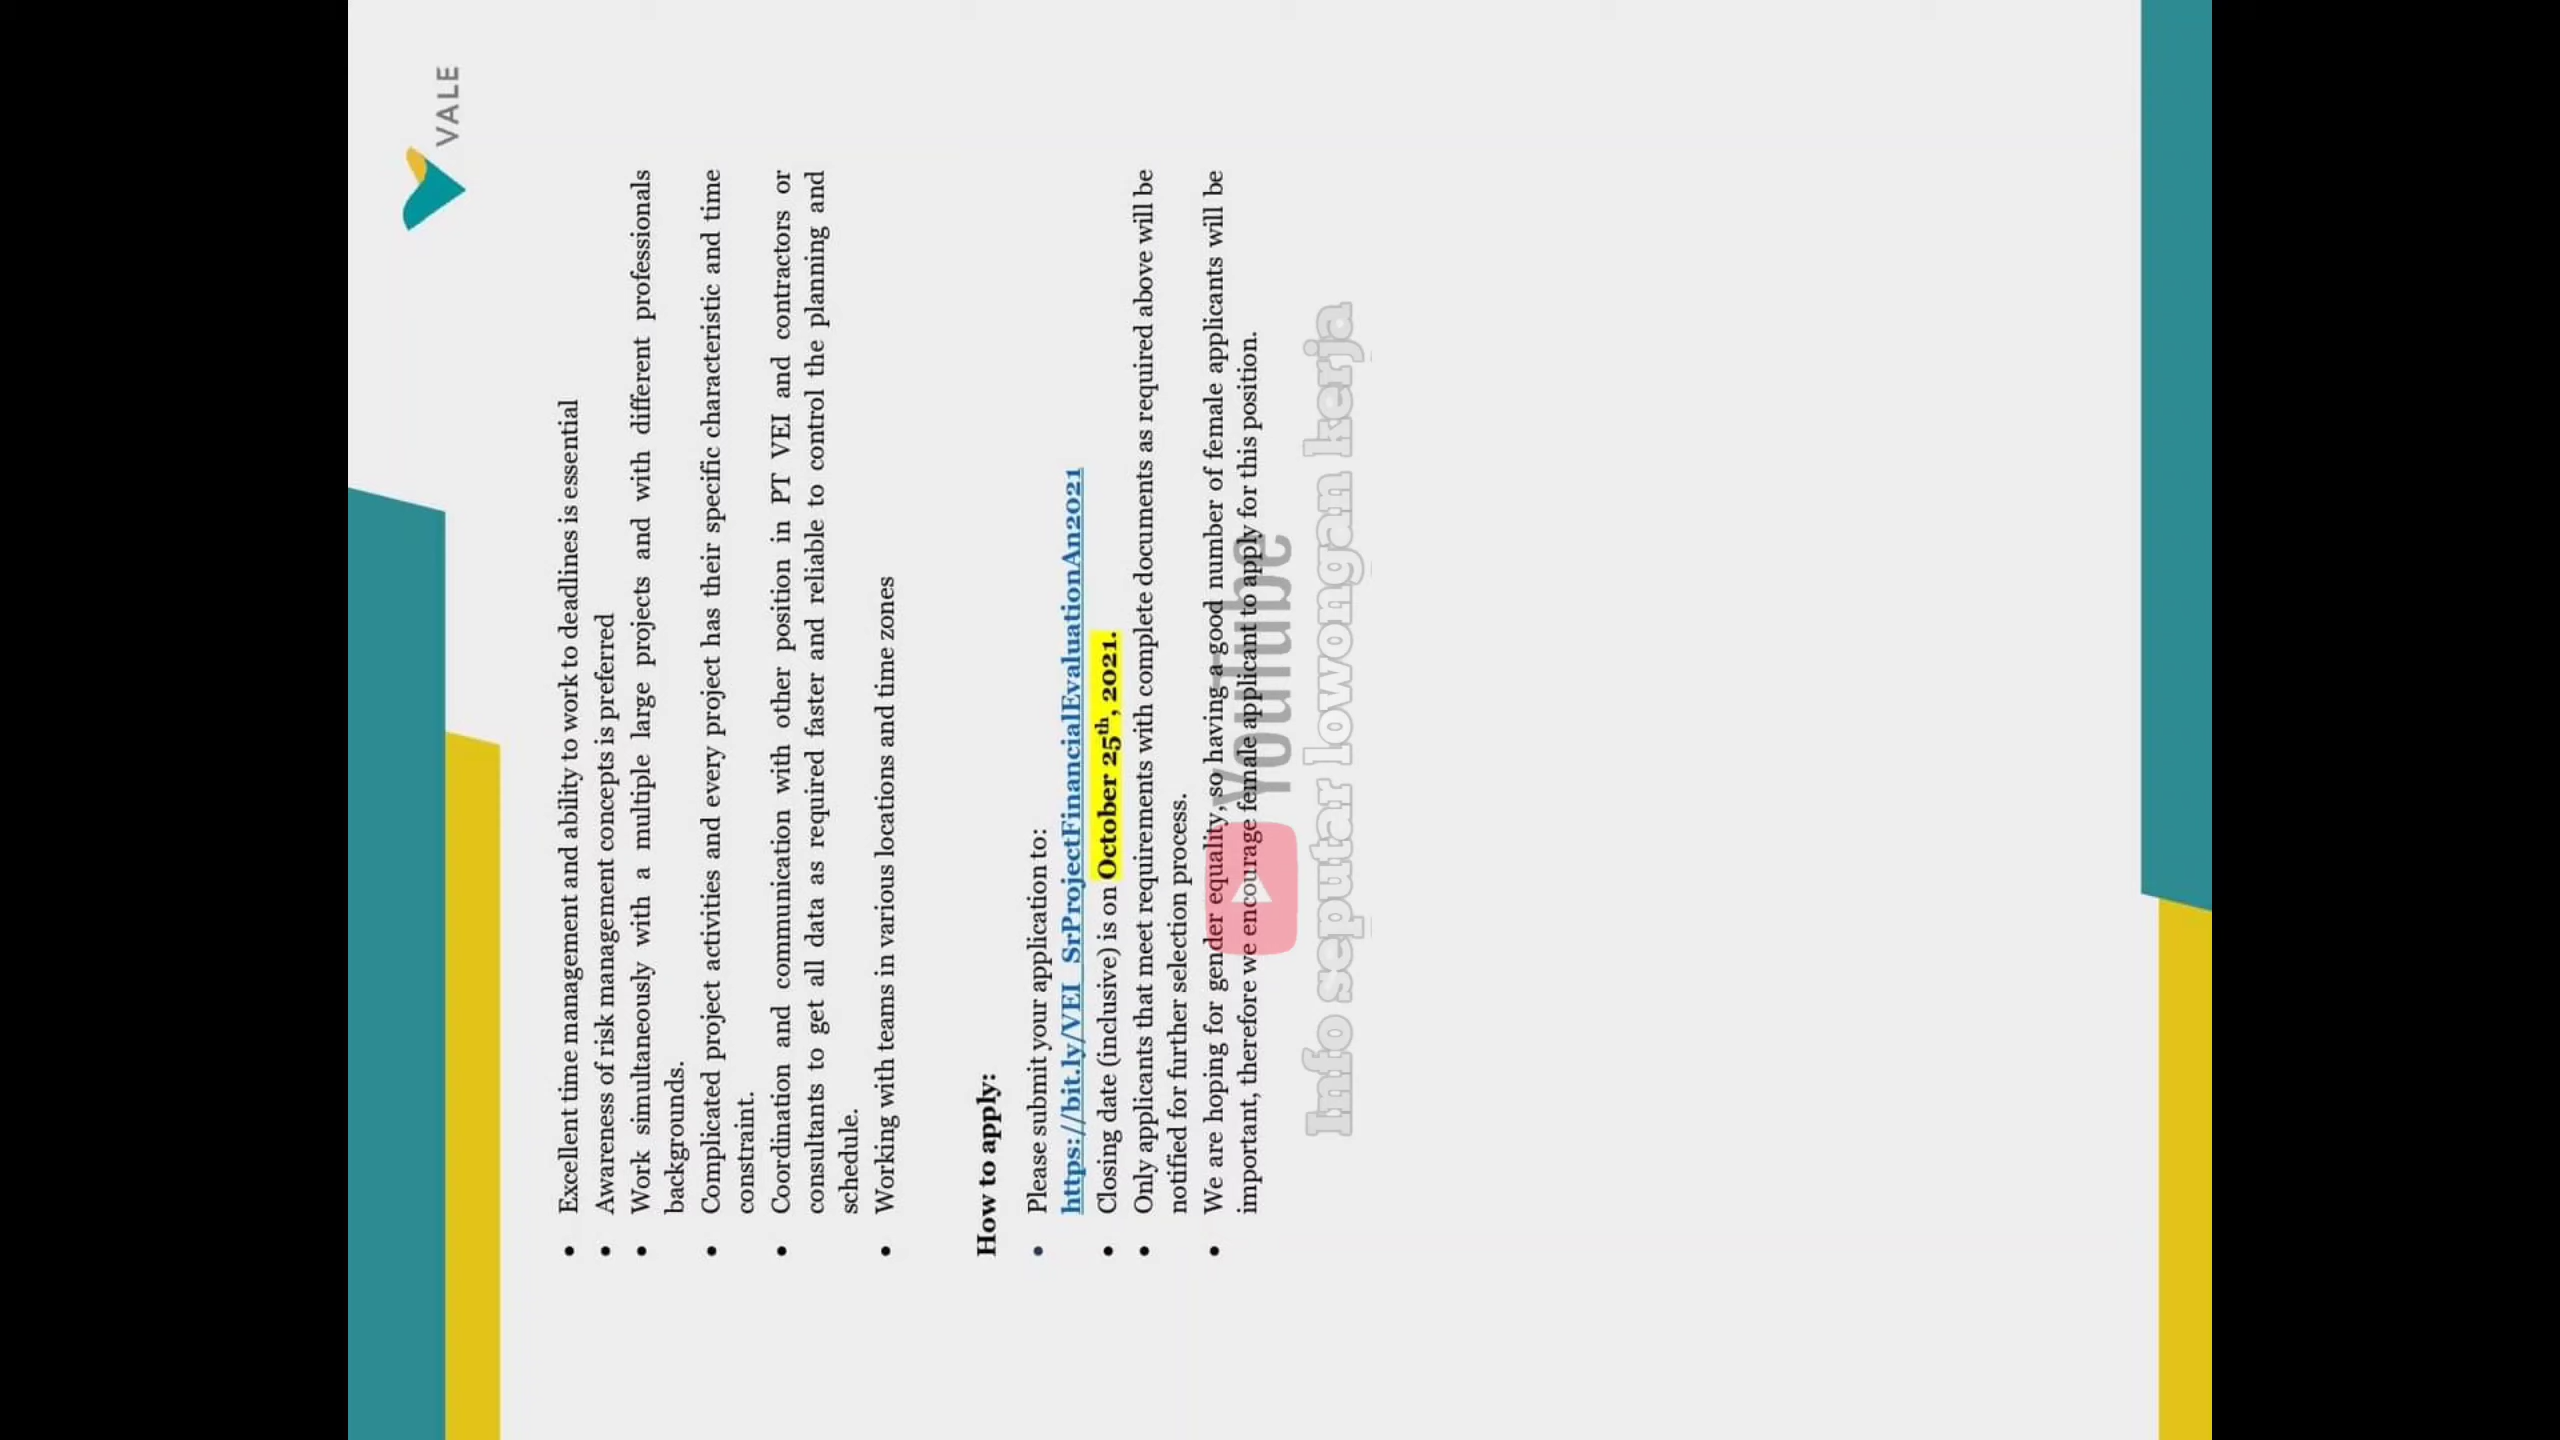 VALE
• Excellent time management and ability to work to deadlines is essential
• Awareness of risk management concepts is preferred
• Work simultaneously with a multiple large projects and with different professionals
backgrounds.
• Complicated project activities and every project has their specific characteristic and time
constraint.
• Coordination and communication with other position in PT VEI and contractors or
consultants to get all data as required faster and reliable to control the planning and
schedule.
• Working with teams in various locations and time zones
How to apply:
• Please submit your application to:
https://bit.ly/VEI_SrProjectFinancialEvaluationAn2021
• Closing date (inclusive) is on October 25th, 2021.
• Only applicants that meet requirements with complete documents as required above will be
notified for further selection process.
• We are hoping for gender equality, so having a good number of female applicants will be
important, therefore we encourage female applicant to apply for this position.
YouTube
Info seputar lowongan kerja